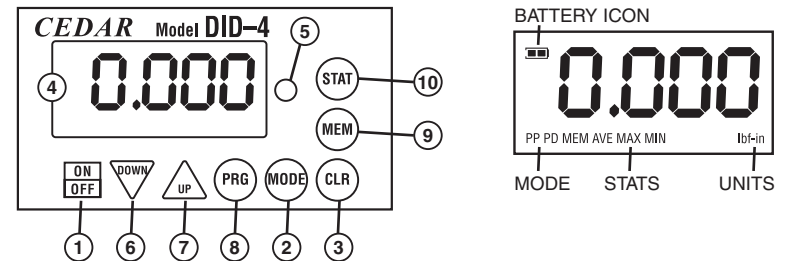 CEDAR Model DID–4
5
BATTERY ICON
4
0.000
STAT
10
MEM
9
0.000
PP PD MEM AVE MAX MIN lbf-in
ON
OFF
DOWN
UP
PRG
MODE
CLR
MODE STATS UNITS
1
6
7
8
2
3